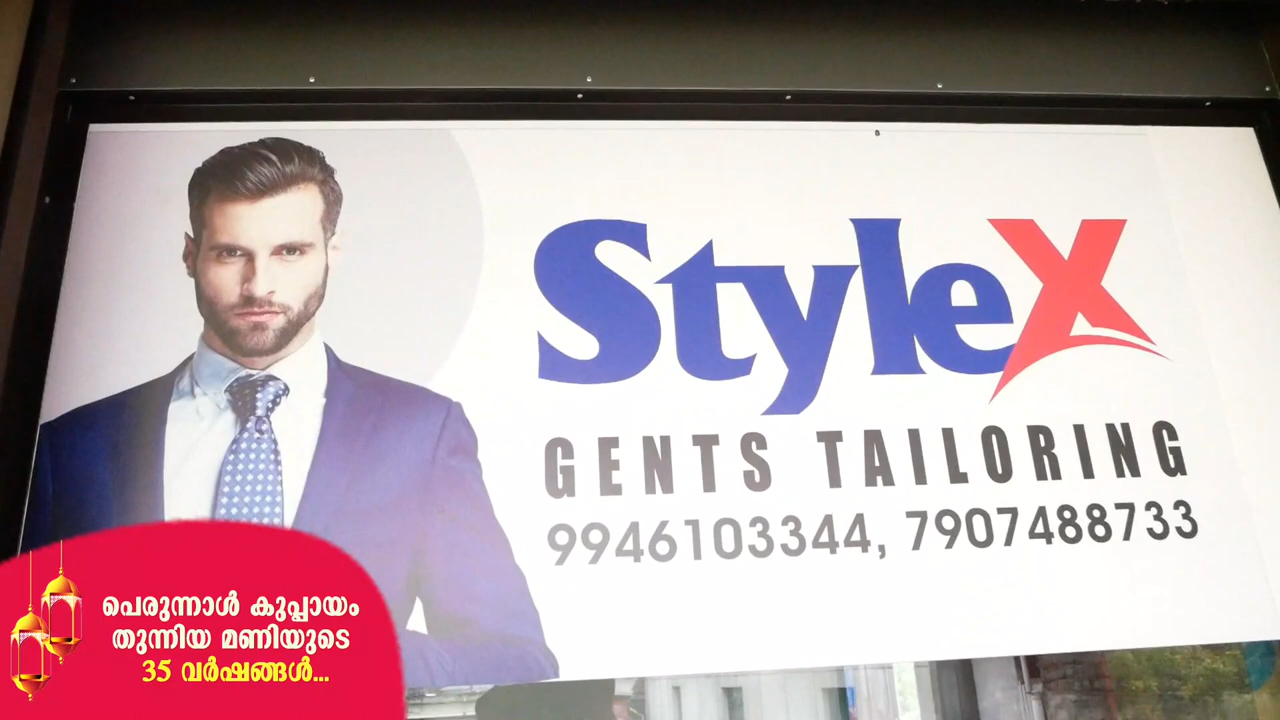 StyleX
GENTS TAILORING
9946103344, 7907488733
പെരുന്നാൾ കുപ്പായം
തുന്നിയ മണിയുടെ
35 വർഷങ്ങൾ...